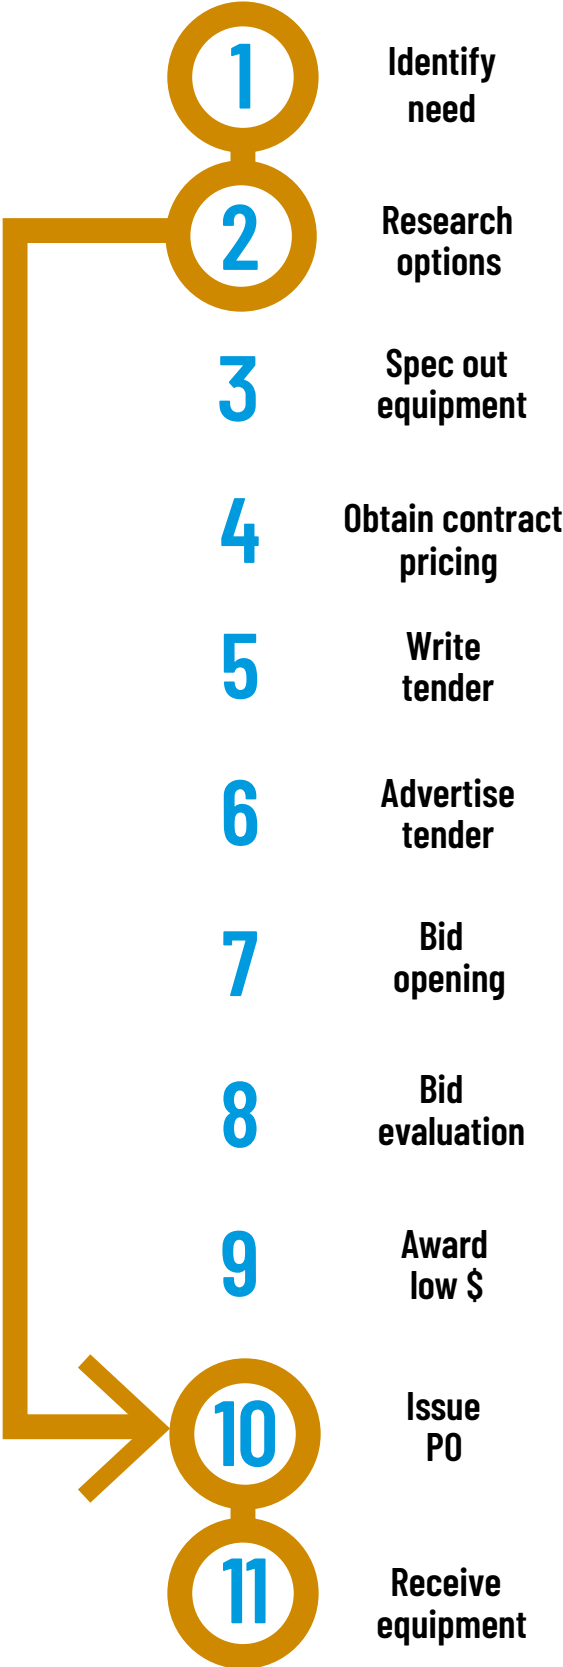 1
Identify
need
2
Research
options
3
Spec out
equipment
4
Obtain contract
pricing
5
Write
tender
6
Advertise
tender
7
Bid
opening
8
Bid
evaluation
9
Award
low $
10
Issue
PO
11
Receive
equipment